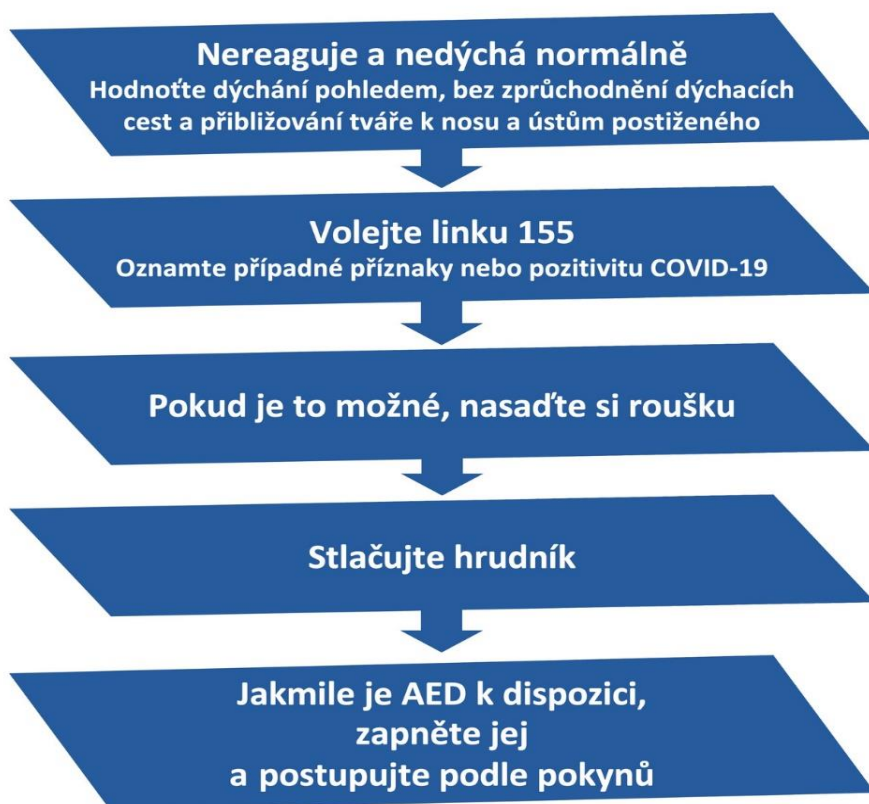 Nereaguje a nedýchá normálně
Hodnoťte dýchání pohledem, bez zprůchodnění dýchacích
cest a přibližování tváře k nosu a ústům postiženého
Volejte linku 155
Oznamte případné příznaky nebo pozitivitu COVID-19
Pokud je to možné, nasaďte si roušku
Stlačujte hrudník
Jakmile je AED k dispozici,
zapněte jej
a postupujte podle pokynů